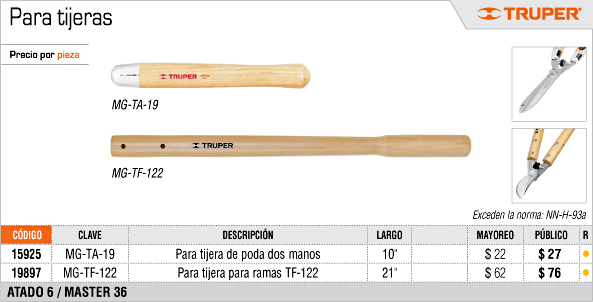 Para tijeras
TRUPER®
Precio por pieza
TRUPER
MG-TA-19
TRUPER
MG-TF-122
Exceden la norma: NN-H-93a
CÓDIGO CLAVE DESCRIPCIÓN LARGO MAYOREO PÚBLICO R
15925 MG-TA-19 Para tijera de poda dos manos 10" $ 22 $ 27
19897 MG-TF-122 Para tijera para ramas TF-122 21" $ 62 $ 76
ATADO 6 / MASTER 36